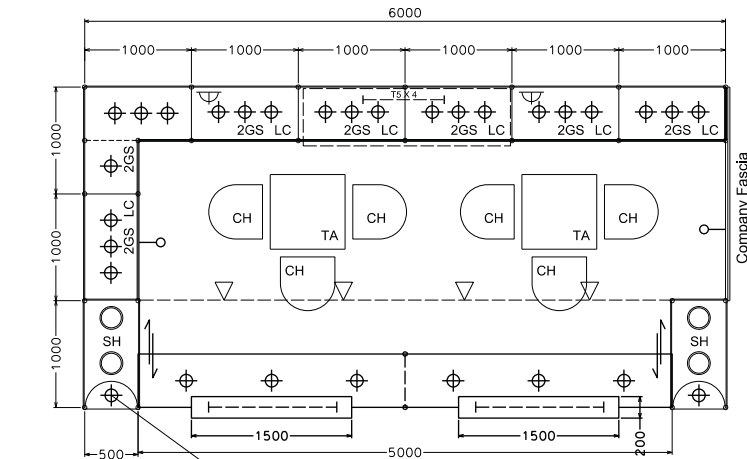 6000
1000 1000 1000 1000 1000 1000
T5 X 4
2GS LC 2GS LC 2GS LC 2GS LC 2GS LC
1000
2GS
Company Fascia
LC
2GS
1000
CH CH CH CH
TA TA
CH CH
SH SH
1000
1500 1500
200
500 5000